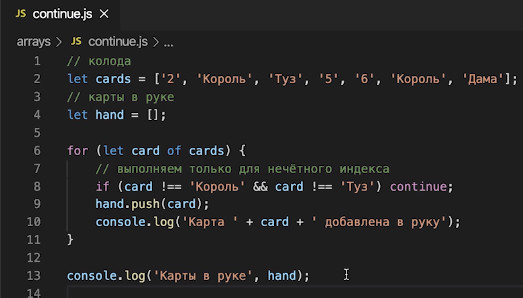 JS continue.js ×
arrays > JS continue.js > ...
1 // колода
2 let cards = ['2', 'Король', 'Туз', '5', '6', 'Король', 'Дама'];
3 // карты в руке
4 let hand = [];
5
6 for (let card of cards) {
7 // выполняем только для нечётного индекса
8 if (card !== 'Король' && card !== 'Туз') continue;
9 hand.push(card);
10 console.log('Карта ' + card + ' добавлена в руку');
11 }
12
13 console.log('Карты в руке', hand);
14